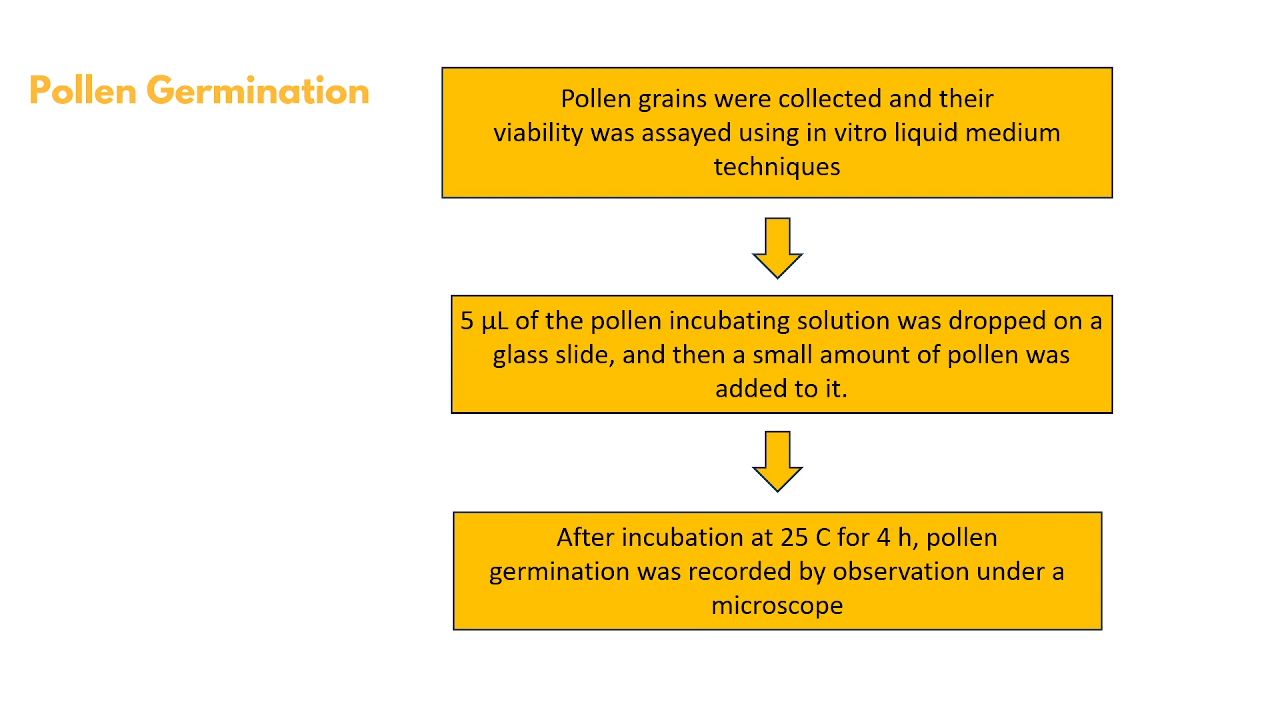 Pollen Germination
Pollen grains were collected and their
viability was assayed using in vitro liquid medium
techniques
5 µL of the pollen incubating solution was dropped on a
glass slide, and then a small amount of pollen was
added to it.
After incubation at 25 C for 4 h, pollen
germination was recorded by observation under a
microscope